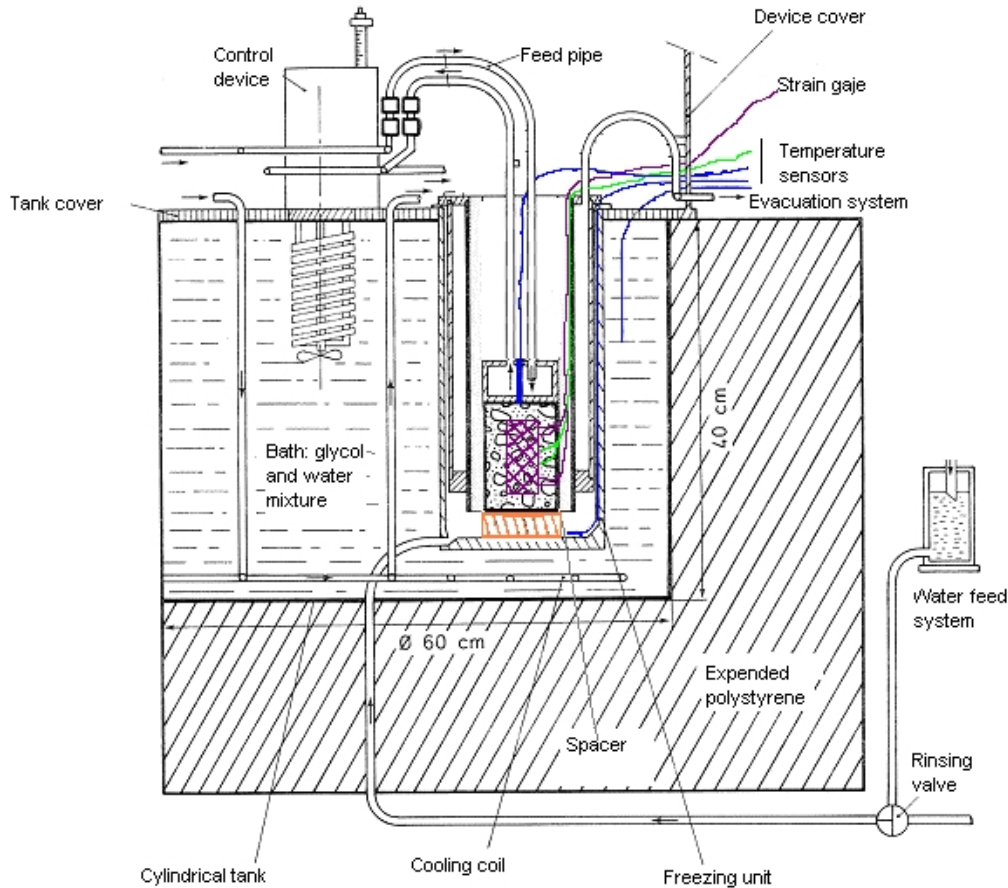 Device cover
Control
device
Feed pipe
Strain gaje
Temperature
sensors
Tank cover
Evacuation system
40 cm
Bath: glycol
and water
mixture
Water feed
system
Ø 60 cm
Expended
polystyrene
Spacer
Rinsing
valve
Cylindrical tank
Cooling coil
Freezing unit